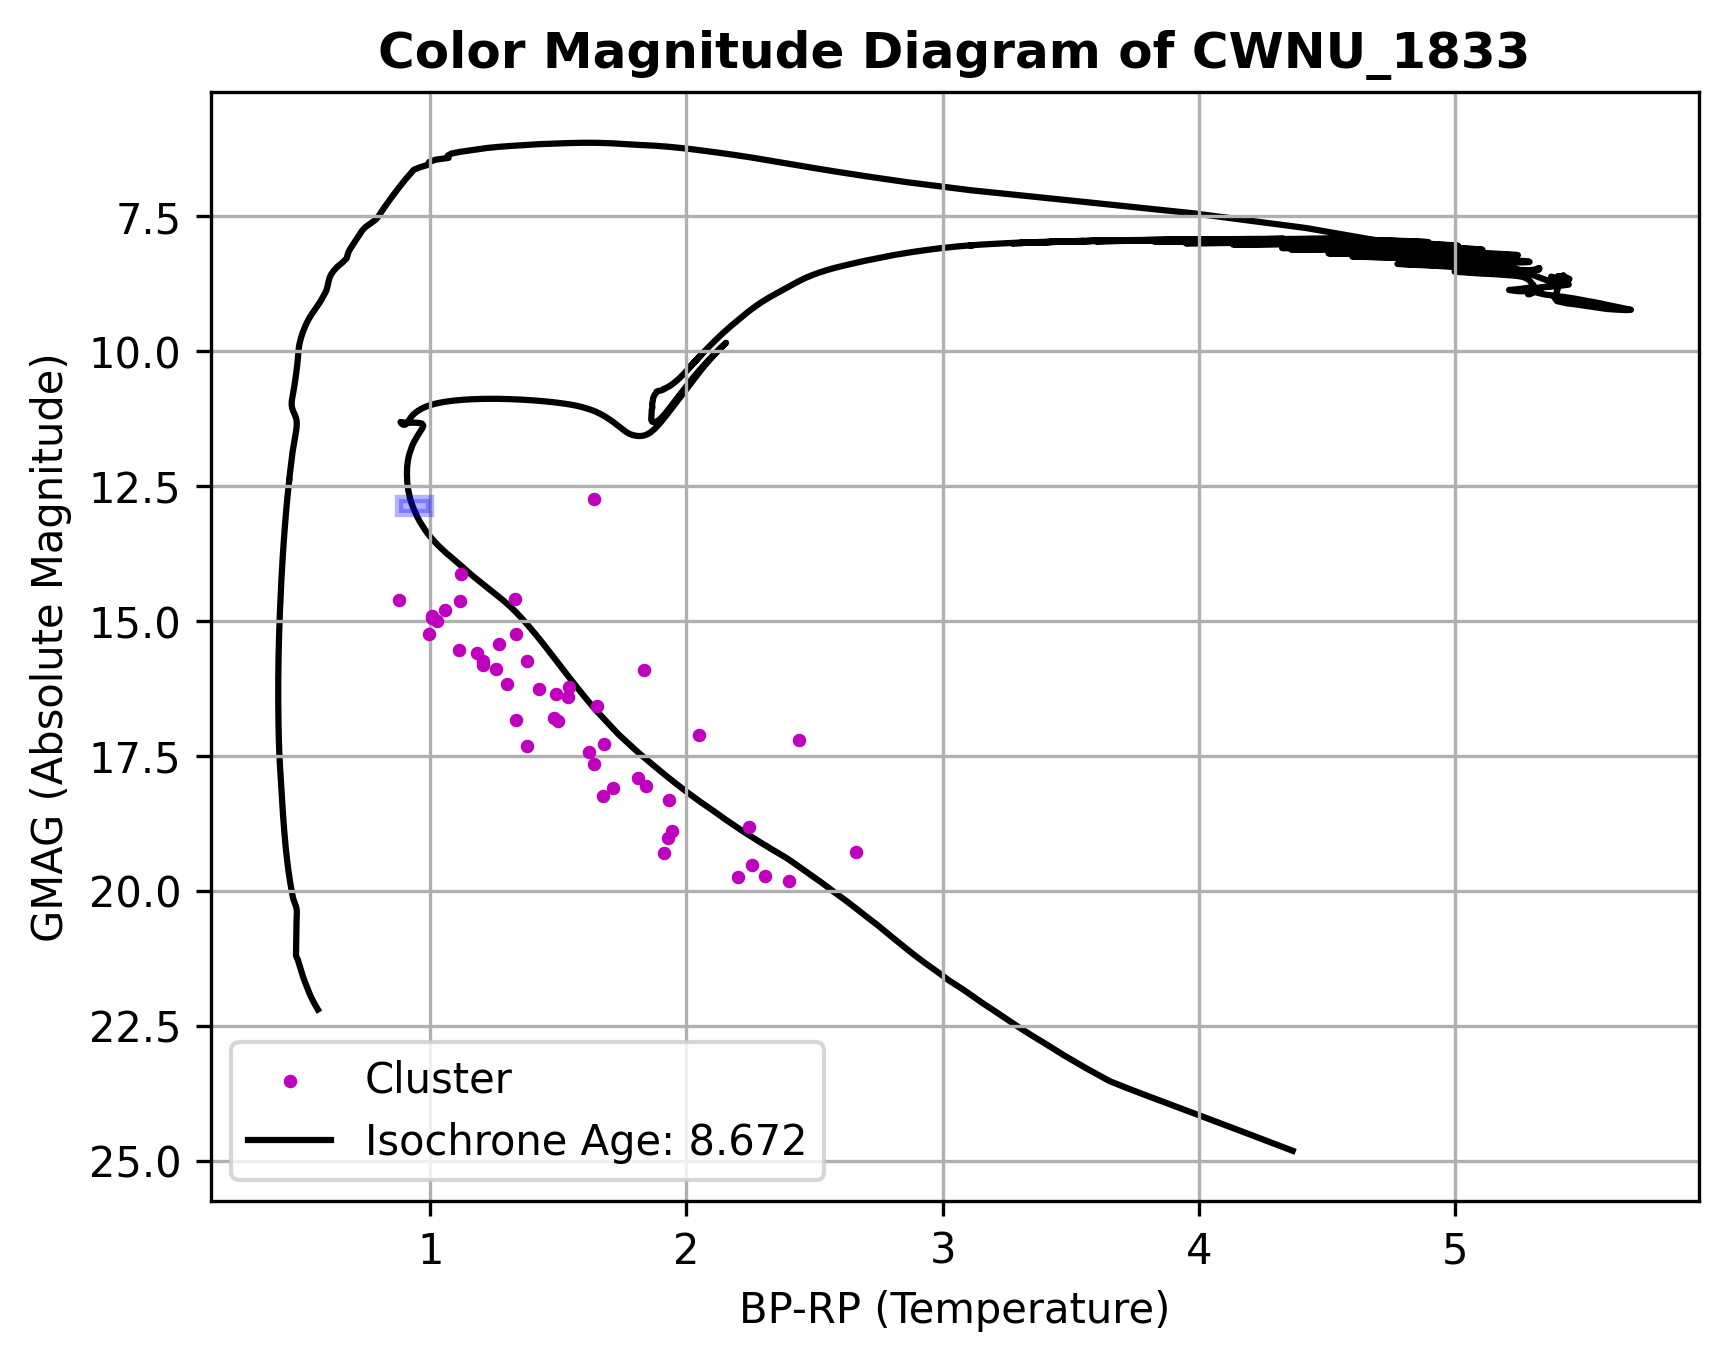 Color Magnitude Diagram of CWNU_1833
GMAG (Absolute Magnitude)
7.5
10.0
12.5
15.0
17.5
20.0
22.5
25.0
Cluster
Isochrone Age: 8.672
1 2 3 4 5
BP-RP (Temperature)